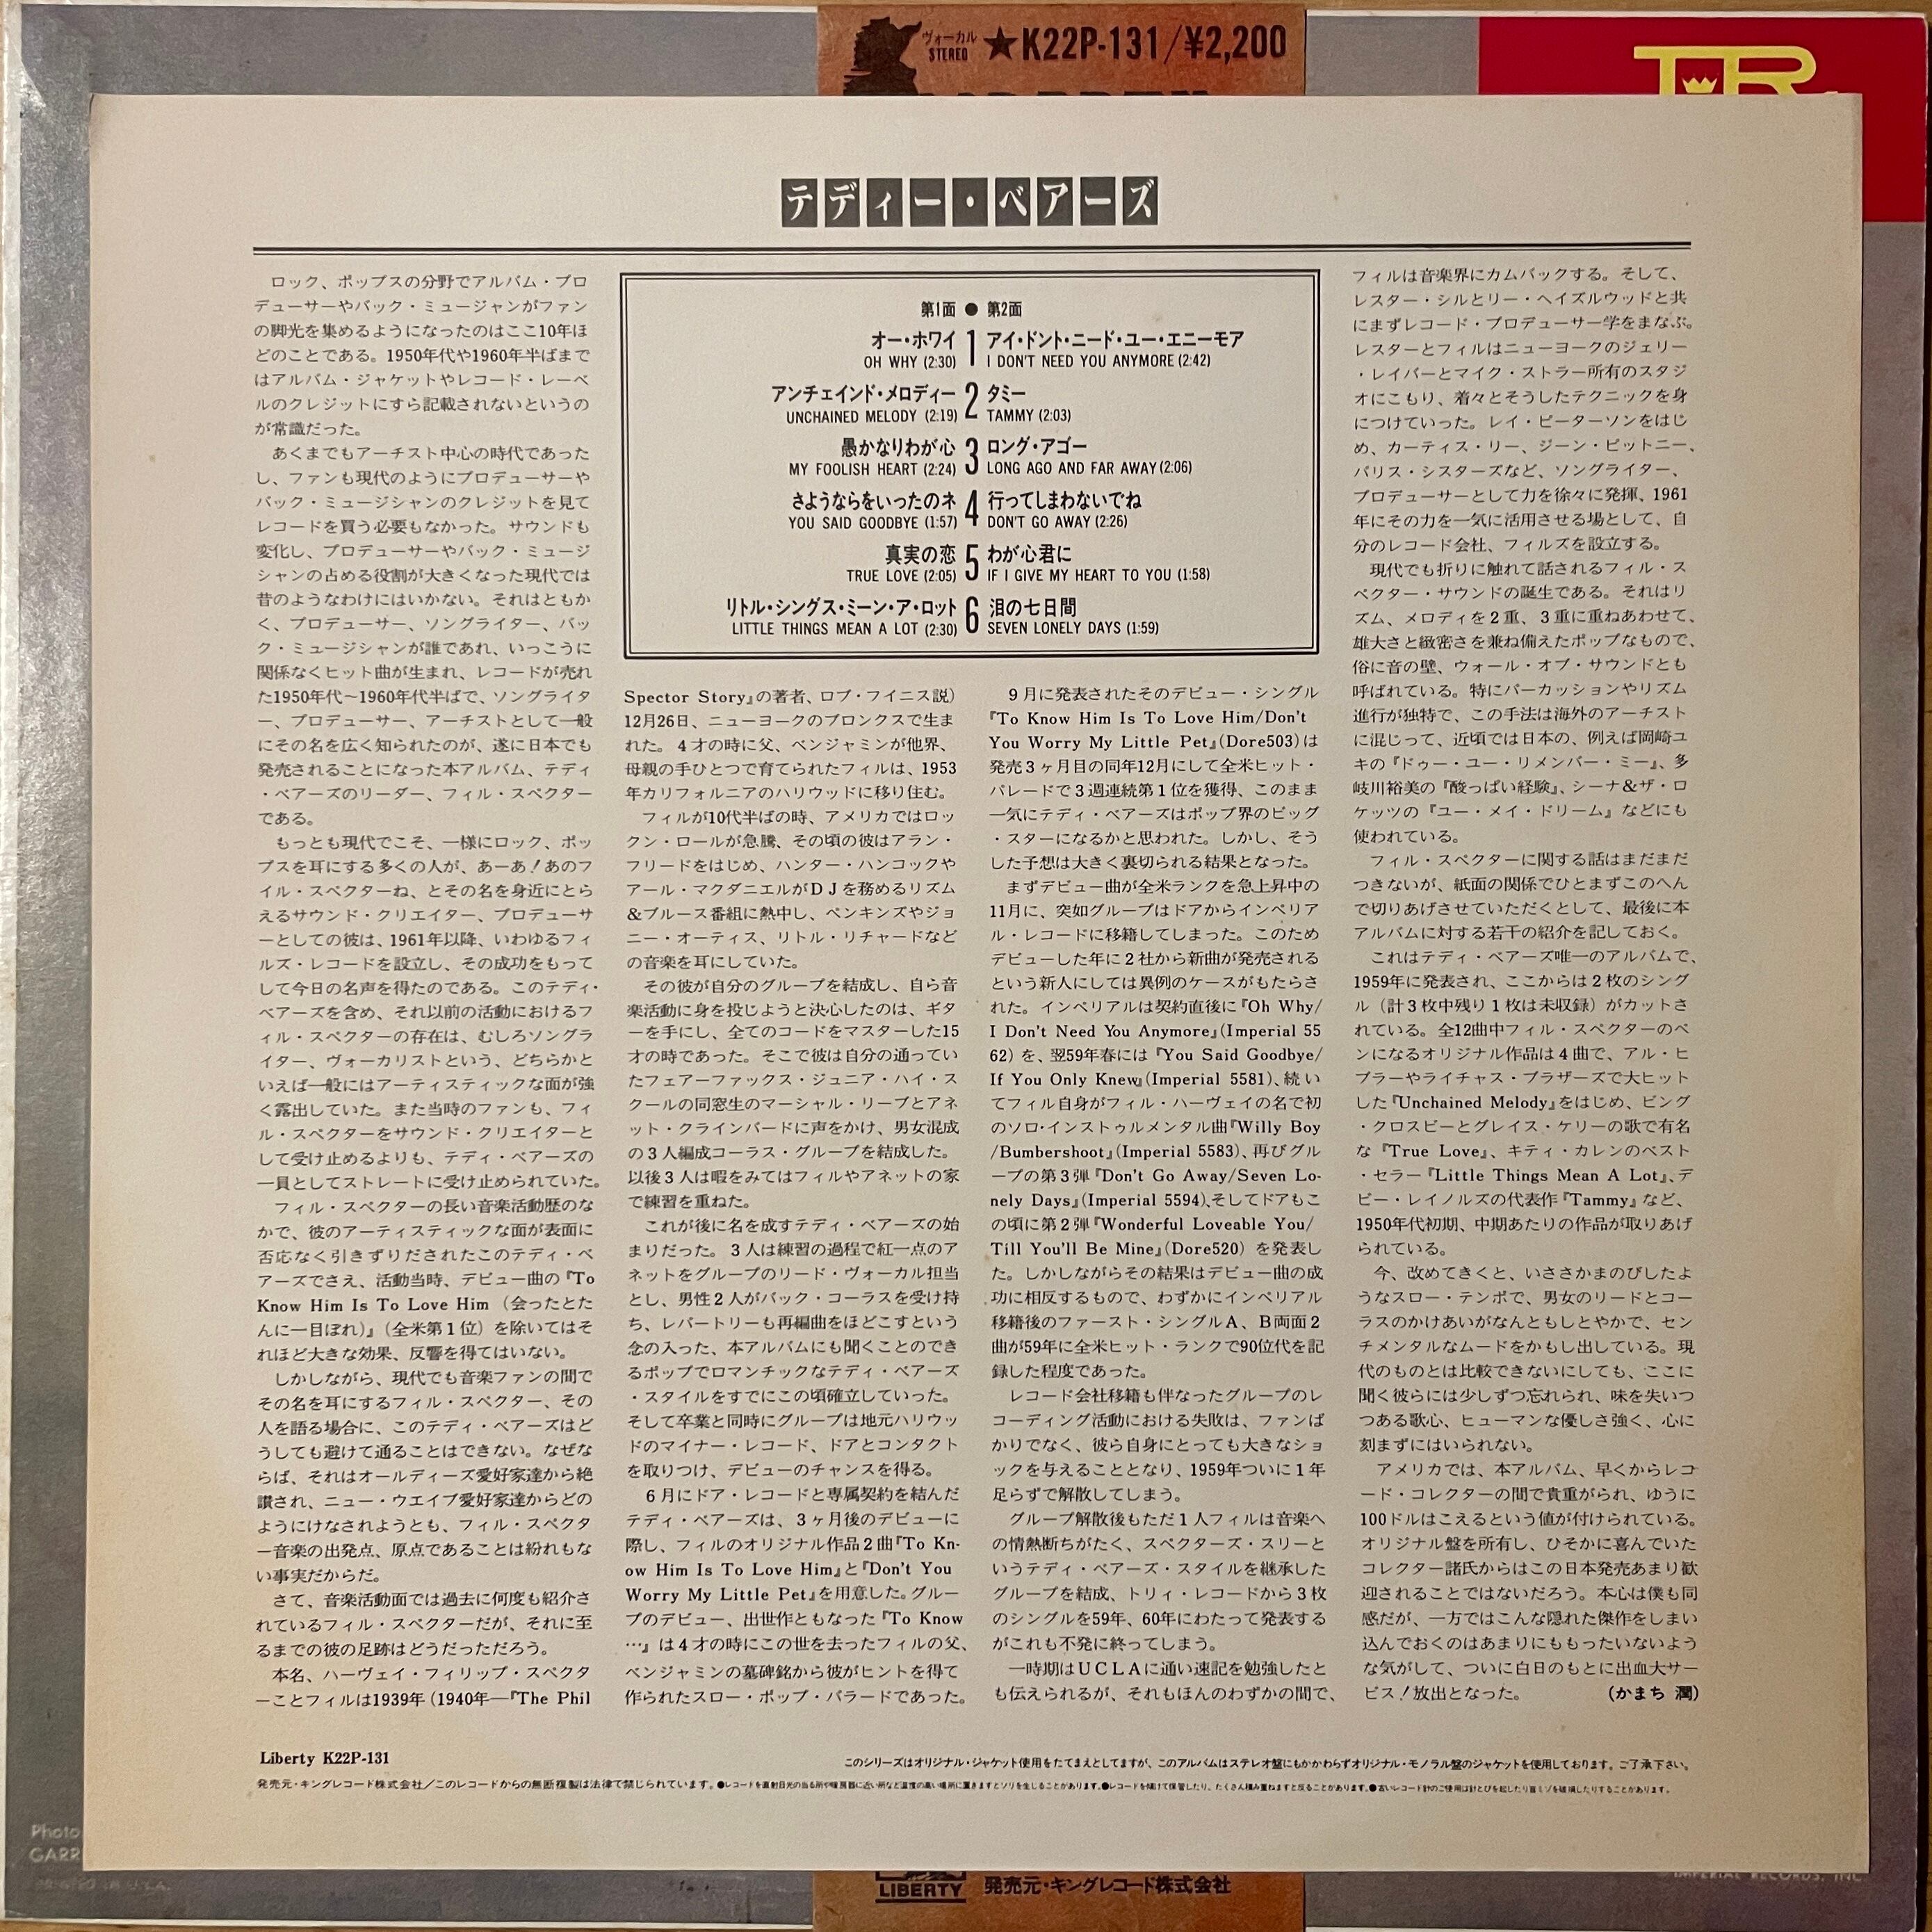 ヴォーカル
STEREO
★K22P-131/¥2,200
テディー・ベアーズ
ロック、ポップスの分野でアルバム・プロ
デューサーやバック・ミュージャンがファン
の脚光を集めるようになったのはここ10年ほ
どのことである。1950年代や1960年半ばまで
はアルバム・ジャケットやレコード・レーベ
ルのクレジットにすら記載されないというの
が常識だった。
あくまでもアーチスト中心の時代であった
し、ファンも現代のようにプロデューサーや
バック・ミュージシャンのクレジットを見て
レコードを買う必要もなかった。サウンドも
変化し、プロデューサーやバック・ミュージ
シャンの占める役割が大きくなった現代では
昔のようなわけにはいかない。それはともか
く、プロデューサー、ソングライター、バッ
ク・ミュージシャンが誰であれ、いっこうに
関係なくヒット曲が生まれ、レコードが売れ
た1950年代〜1960年代半ばで、ソングライタ
ー、プロデューサー、アーチストとして一般
にその名を広く知られたのが、遂に日本でも
発売されることになった本アルバム、テディ
・ベアーズのリーダー、フィル・スペクター
である。
もっとも現代でこそ、一様にロック、ポッ
プスを耳にする多くの人が、あーあ!あのフ
ィル・スペクターね、とその名を身近にとら
えるサウンド・クリエイター、プロデューサ
ーとしての彼は、1961年以降、いわゆるフィ
ルズ・レコードを設立し、その成功をもって
して今日の名声を得たのである。このテディ・
ベアーズを含め、それ以前の活動におけるフ
ィル・スペクターの存在は、むしろソングラ
イター、ヴォーカリストという、どちらかと
いえば一般にはアーティスティックな面が強
く露出していた。また当時のファンも、フィ
ル・スペクターをサウンド・クリエイターと
して受け止めるよりも、テディ・ベアーズの
一員としてストレートに受け止められていた。
フィル・スペクターの長い音楽活動歴のな
かで、彼のアーティスティックな面が表面に
否応なく引きずりだされたこのテディ・ベ
アーズでさえ、活動当時、デビュー曲の『To
Know Him Is To Love Him（会ったとた
んに一目ぼれ)』（全米第1位）を除いてはそ
れほど大きな効果、反響を得てはいない。
しかしながら、現代でも音楽ファンの間で
その名を耳にするフィル・スペクター、その
人を語る場合に、このテディ・ベアーズはど
うしても避けて通ることはできない。なぜな
らば、それはオールディーズ愛好家達から絶
讃され、ニュー・ウエイブ愛好家達からどの
ようにけなされようとも、フィル・スペクタ
ー音楽の出発点、原点であることは紛れもな
い事実だからだ。
さて、音楽活動面では過去に何度も紹介さ
れているフィル・スペクターだが、それに至
るまでの彼の足跡はどうだっただろう。
本名、ハーヴェイ・フィリップ・スペクタ
ーことフィルは1939年（1940年—『The Phil
第1面 ● 第2面
オー・ホワイ 1 アイ・ドント・ニード・ユー・エニーモア
OH WHY (2:30) I DON'T NEED YOU ANYMORE (2:42)
アンチェインド・メロディー 2 タミー
UNCHAINED MELODY (2:19) TAMMY (2:03)
愚かなりわが心 3 ロング・アゴー
MY FOOLISH HEART (2:24) LONG AGO AND FAR AWAY (2:06)
さようならをいったのネ 4 行ってしまわないでね
YOU SAID GOODBYE (1:57) DON'T GO AWAY (2:26)
真実の恋 5 わが心君に
TRUE LOVE (2:05) IF I GIVE MY HEART TO YOU (1:58)
リトル・シングス・ミーン・ア・ロット 6 泪の七日間
LITTLE THINGS MEAN A LOT (2:30) SEVEN LONELY DAYS (1:59)
Spector Story』の著者、ロブ・フイニス説）
12月26日、ニューヨークのブロンクスで生ま
れた。4才の時に父、ベンジャミンが他界、
母親の手ひとつで育てられたフィルは、1953
年カリフォルニアのハリウッドに移り住む。
フィルが10代半ばの時、アメリカではロッ
クン・ロールが急騰、その頃の彼はアラン・
フリードをはじめ、ハンター・ハンコックや
アール・マクダニエルがDJを務めるリズム
&ブルース番組に熱中し、ペンキンズやジョ
ニー・オーティス、リトル・リチャードなど
の音楽を耳にしていた。
その彼が自分のグループを結成し、自ら音
楽活動に身を投じようと決心したのは、ギタ
ーを手にし、全てのコードをマスターした15
才の時であった。そこで彼は自分の通ってい
たフェアーファックス・ジュニア・ハイ・ス
クールの同窓生のマーシャル・リーブとアネ
ット・クラインバードに声をかけ、男女混成
の3人編成コーラス・グループを結成した。
以後3人は暇をみてはフィルやアネットの家
で練習を重ねた。
これが後に名を成すテディ・ベアーズの始
まりだった。3人は練習の過程で紅一点のア
ネットをグループのリード・ヴォーカル担当
とし、男性2人がバック・コーラスを受け持
ち、レパートリーも再編曲をほどこすという
念の入った、本アルバムにも聞くことのでき
るポップでロマンチックなテディ・ベアーズ
・スタイルをすでにこの頃確立していった。
そして卒業と同時にグループは地元ハリウッ
ドのマイナー・レコード、ドアとコンタクト
を取りつけ、デビューのチャンスを得る。
6月にドア・レコードと専属契約を結んだ
テディ・ベアーズは、3ヶ月後のデビューに
際し、フィルのオリジナル作品2曲『To Kn-
ow Him Is To Love Him』と『Don't You
Worry My Little Pet』を用意した。グルー
プのデビュー、出世作ともなった『To Know
…』は4才の時にこの世を去ったフィルの父、
ベンジャミンの墓碑銘から彼がヒントを得て
作られたスロー・ポップ・バラードであった。
9月に発表されたそのデビュー・シングル
『To Know Him Is To Love Him/Don't
You Worry My Little Pet』(Dore503)は
発売3ヶ月目の同年12月にして全米ヒット・
パレードで3週連続第1位を獲得、このまま
一気にテディ・ベアーズはポップ界のビッグ
・スターになるかと思われた。しかし、そう
した予想は大きく裏切られる結果となった。
まずデビュー曲が全米ランクを急上昇中の
11月に、突如グループはドアからインペリア
ル・レコードに移籍してしまった。このため
デビューした年に2社から新曲が発売される
という新人にしては異例のケースがもたらさ
れた。インペリアルは契約直後に『Oh Why/
I Don't Need You Anymore』(Imperial 55
62）を、翌59年春には『You Said Goodbye/
If You Only Knew』(Imperial 5581)、続い
てフィル自身がフィル・ハーヴェイの名で初
のソロ・インストゥルメンタル曲『Willy Boy
/Bumbershoot』(Imperial 5583)、再びグル
ープの第3弾『Don't Go Away/Seven Lo-
nely Days』(Imperial 5594)、そしてドアもこ
の頃に第2弾『Wonderful Loveable You/
Till You'll Be Mine』(Dore520）を発表し
た。しかしながらその結果はデビュー曲の成
功に相反するもので、わずかにインペリアル
移籍後のファースト・シングルA、B両面2
曲が59年に全米ヒット・ランクで90位代を記
録した程度であった。
レコード会社移籍も伴なったグループのレ
コーディング活動における失敗は、ファンば
かりでなく、彼ら自身にとっても大きなショ
ックを与えることとなり、1959年ついに1年
足らずで解散してしまう。
グループ解散後もただ1人フィルは音楽へ
の情熱断ちがたく、スペクターズ・スリーと
いうテディ・ベアーズ・スタイルを継承した
グループを結成、トリィ・レコードから3枚
のシングルを59年、60年にわたって発表する
がこれも不発に終ってしまう。
一時期はUCLAに通い速記を勉強したと
も伝えられるが、それもほんのわずかの間で、
フィルは音楽界にカムバックする。そして、
レスター・シルとリー・ヘイズルウッドと共
にまずレコード・プロデューサー学をまなぶ。
レスターとフィルはニューヨークのジェリー
・レイバーとマイク・ストラー所有のスタジ
オにこもり、着々とそうしたテクニックを身
につけていった。レイ・ピーターソンをはじ
め、カーティス・リー、ジーン・ピットニー、
パリス・シスターズなど、ソングライター、
プロデューサーとして力を徐々に発揮、1961
年にその力を一気に活用させる場として、自
分のレコード会社、フィルズを設立する。
現代でも折りに触れて話されるフィル・ス
ペクター・サウンドの誕生である。それはリ
ズム、メロディを2重、3重に重ねあわせて、
雄大さと緻密さを兼ね備えたポップなもので、
俗に音の壁、ウォール・オブ・サウンドとも
呼ばれている。特にパーカッションやリズム
進行が独特で、この手法は海外のアーチスト
に混じって、近頃では日本の、例えば岡崎ユ
キの『ドゥー・ユー・リメンバー・ミー』、多
岐川裕美の『酸っぱい経験』、シーナ&ザ・ロ
ケッツの『ユー・メイ・ドリーム』などにも
使われている。
フィル・スペクターに関する話はまだまだ
つきないが、紙面の関係でひとまずこのへん
で切りあげさせていただくとして、最後に本
アルバムに対する若干の紹介を記しておく。
これはテディ・ベアーズ唯一のアルバムで、
1959年に発表され、ここからは2枚のシング
ル（計3枚中残り1枚は未収録）がカットさ
れている。全12曲中フィル・スペクターのペ
ンになるオリジナル作品は4曲で、アル・ヒ
ブラーやライチャス・ブラザーズで大ヒット
した『Unchained Melody』をはじめ、ビング
・クロスビーとグレイス・ケリーの歌で有名
な『True Love』、キティ・カレンのベスト
・セラー『Little Things Mean A Lot』、デ
ビー・レイノルズの代表作『Tammy』など、
1950年代初期、中期あたりの作品が取りあげ
られている。
今、改めてきくと、いささかまのびしたよ
うなスロー・テンポで、男女のリードとコー
ラスのかけあいがなんともしとやかで、セン
チメンタルなムードをかもし出している。現
代のものとは比較できないにしても、ここに
聞く彼らには少しずつ忘れられ、味を失いつ
つある歌心、ヒューマンな優しさ強く、心に
刻まずにはいられない。
アメリカでは、本アルバム、早くからレコ
ード・コレクターの間で貴重がられ、ゆうに
100ドルはこえるという値が付けられている。
オリジナル盤を所有し、ひそかに喜んでいた
コレクター諸氏からはこの日本発売あまり歓
迎されることではないだろう。本心は僕も同
感だが、一方ではこんな隠れた傑作をしまい
込んでおくのはあまりにももったいないよう
な気がして、ついに白日のもとに出血大サー
ビス!放出となった。 (かまち 潤)
Liberty K22P-131
このシリーズはオリジナル・ジャケット使用をたてまえとしてますが、このアルバムはステレオ盤にもかかわらずオリジナル・モノラル盤のジャケットを使用しております。ご了承下さい。
発売元・キングレコード株式会社/このレコードからの無断複製は法律で禁じられています。●レコードを直射日光の当る所や暖房器に近い所など温度の高い場所に置きますとソリを生じることがあります。●レコードを傾けて保管したり、たくさん積み重ねますと反ることがあります。
Photo
GARR
LIBERTY 発売元・キングレコード株式会社
IMPERIAL RECORDS, INC.